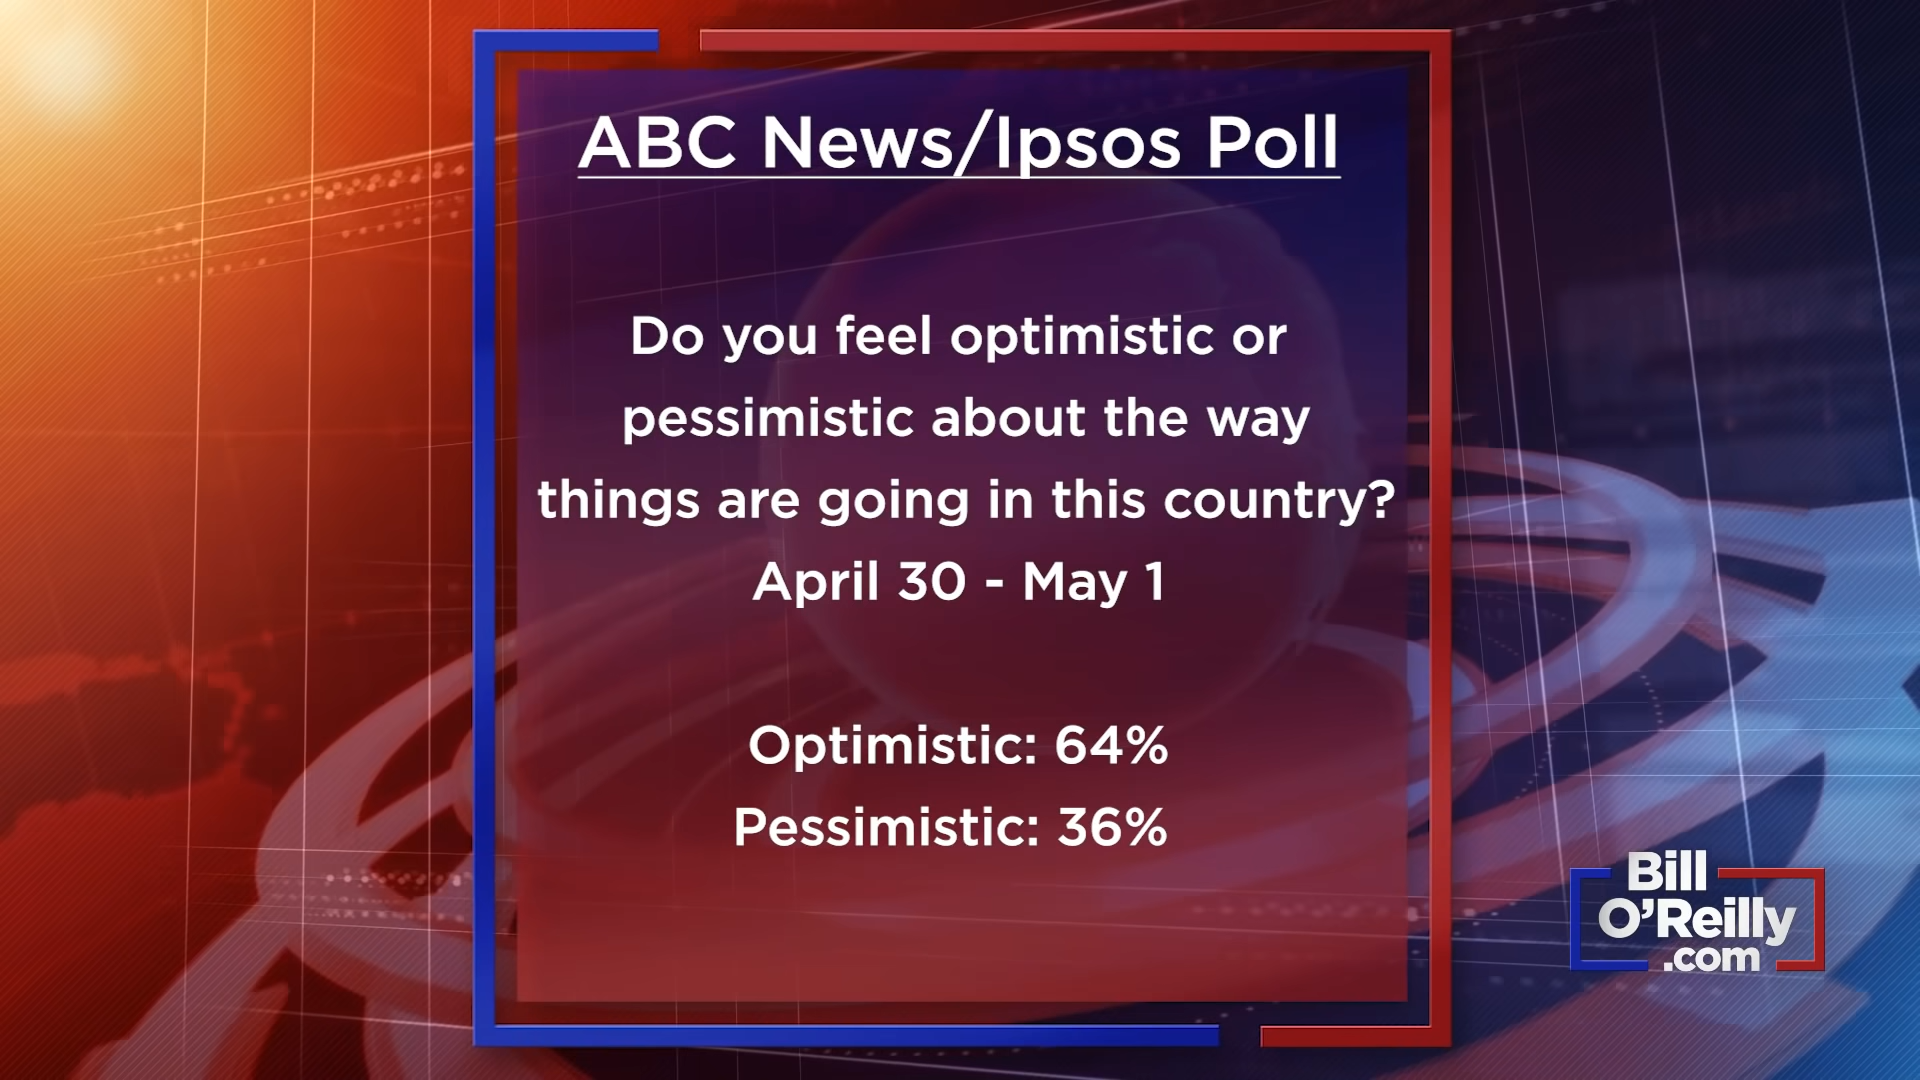 ABC News/Ipsos Poll
Do you feel optimistic or
pessimistic about the way
things are going in this country?
April 30 - May 1
Optimistic: 64%
Pessimistic: 36%
Bill
O'Reilly
.com